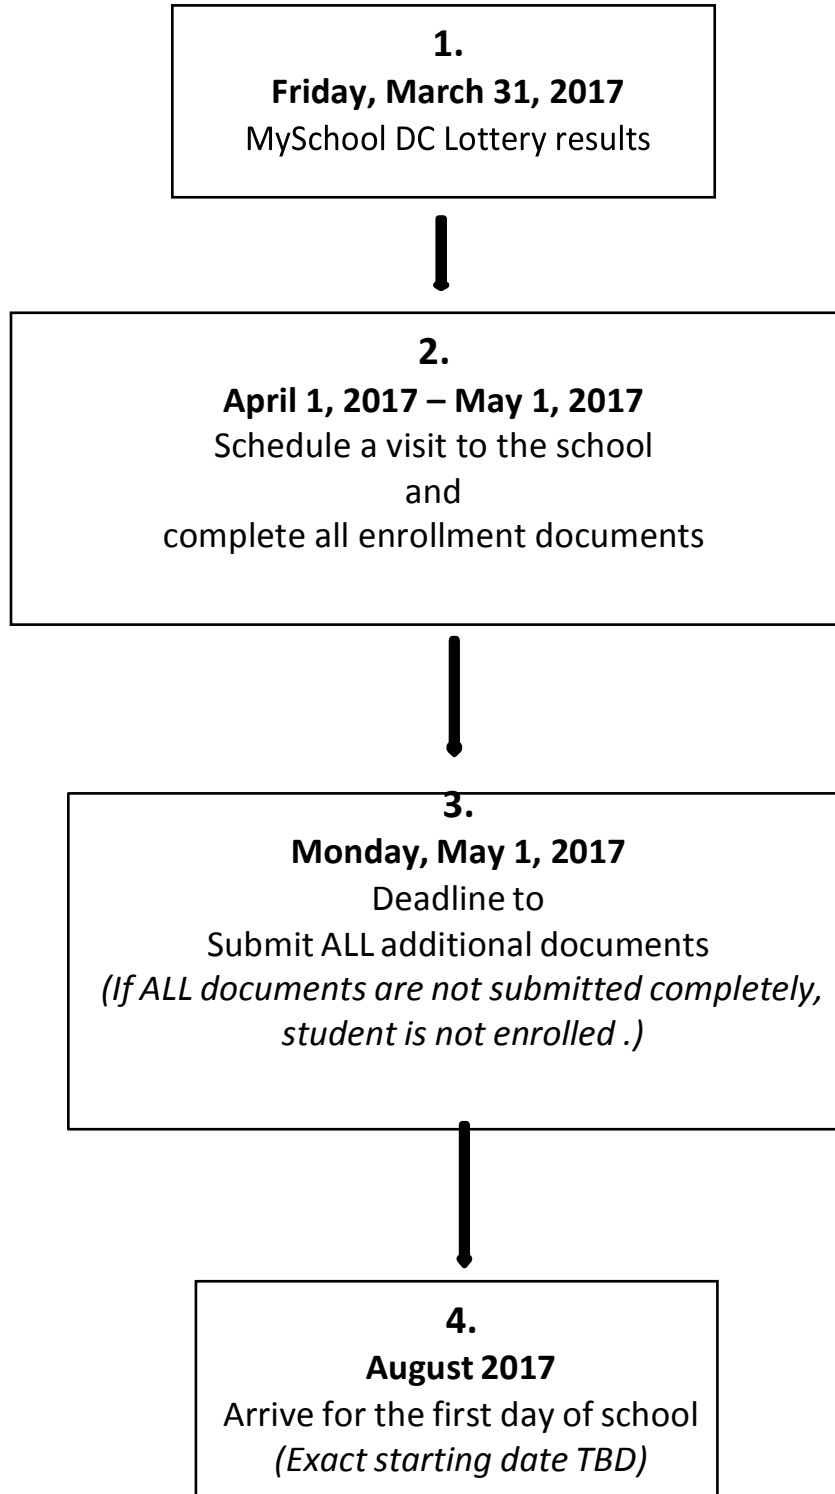 1.
Friday, March 31, 2017
MySchool DC Lottery results
2.
April 1, 2017 – May 1, 2017
Schedule a visit to the school
and
complete all enrollment documents
3.
Monday, May 1, 2017
Deadline to
Submit ALL additional documents
(If ALL documents are not submitted completely,
student is not enrolled .)
4.
August 2017
Arrive for the first day of school
(Exact starting date TBD)